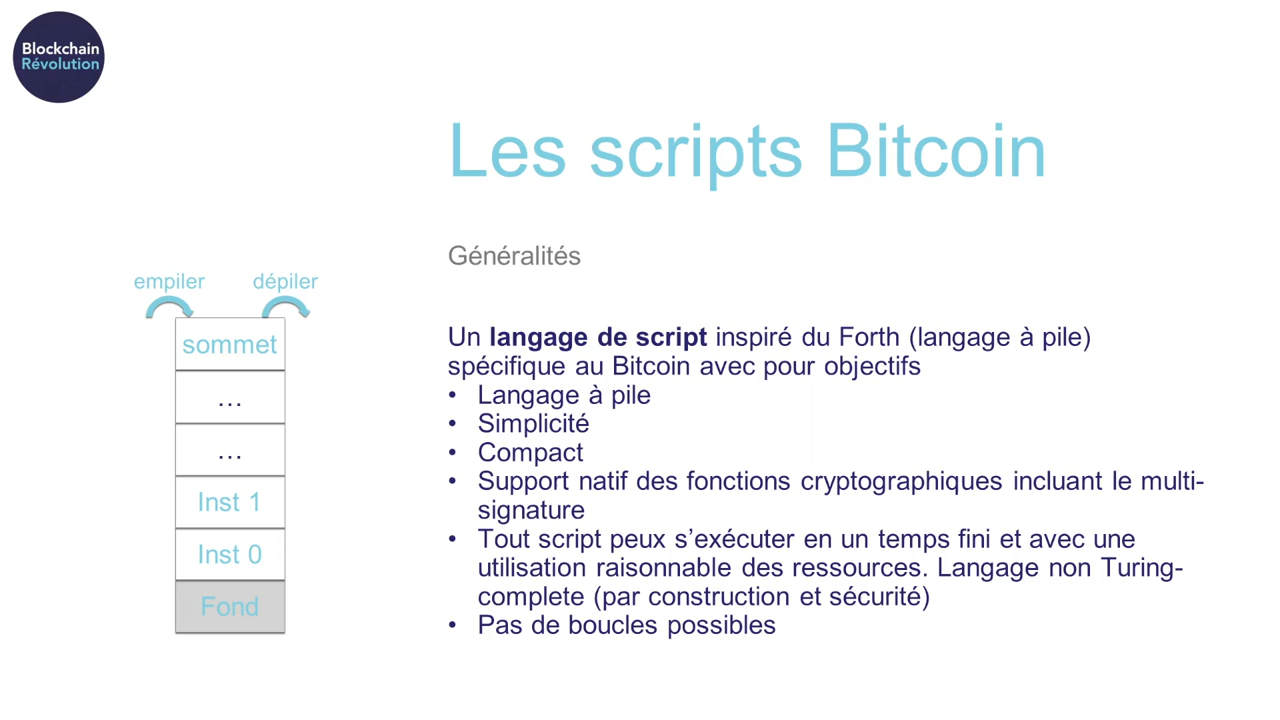 Blockchain
Révolution
Les scripts Bitcoin
Généralités
empiler dépiler
sommet
...
...
Inst 1
Inst 0
Fond
Un langage de script inspiré du Forth (langage à pile)
spécifique au Bitcoin avec pour objectifs
• Langage à pile
• Simplicité
• Compact
• Support natif des fonctions cryptographiques incluant le multi-
signature
• Tout script peux s’exécuter en un temps fini et avec une
utilisation raisonnable des ressources. Langage non Turing-
complete (par construction et sécurité)
• Pas de boucles possibles